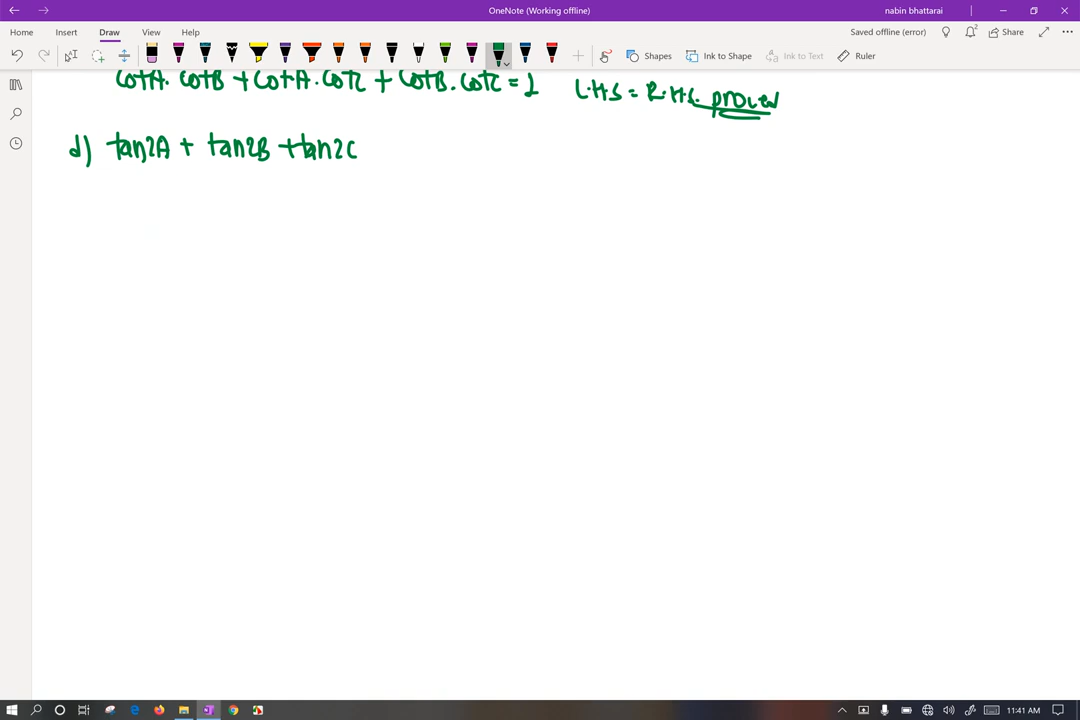 OneNote (Working offline)
nabin bhattarai
Home Insert Draw View Help
Saved offline (error)
Share
Shapes
Ink to Shape
Ink to Text
Ruler
cotA. cotB + cotA. cotC + cotB. cotC = 1
L.H.S = R.H.S. proved
d) tan2A + tan2B + tan2C
11:41 AM